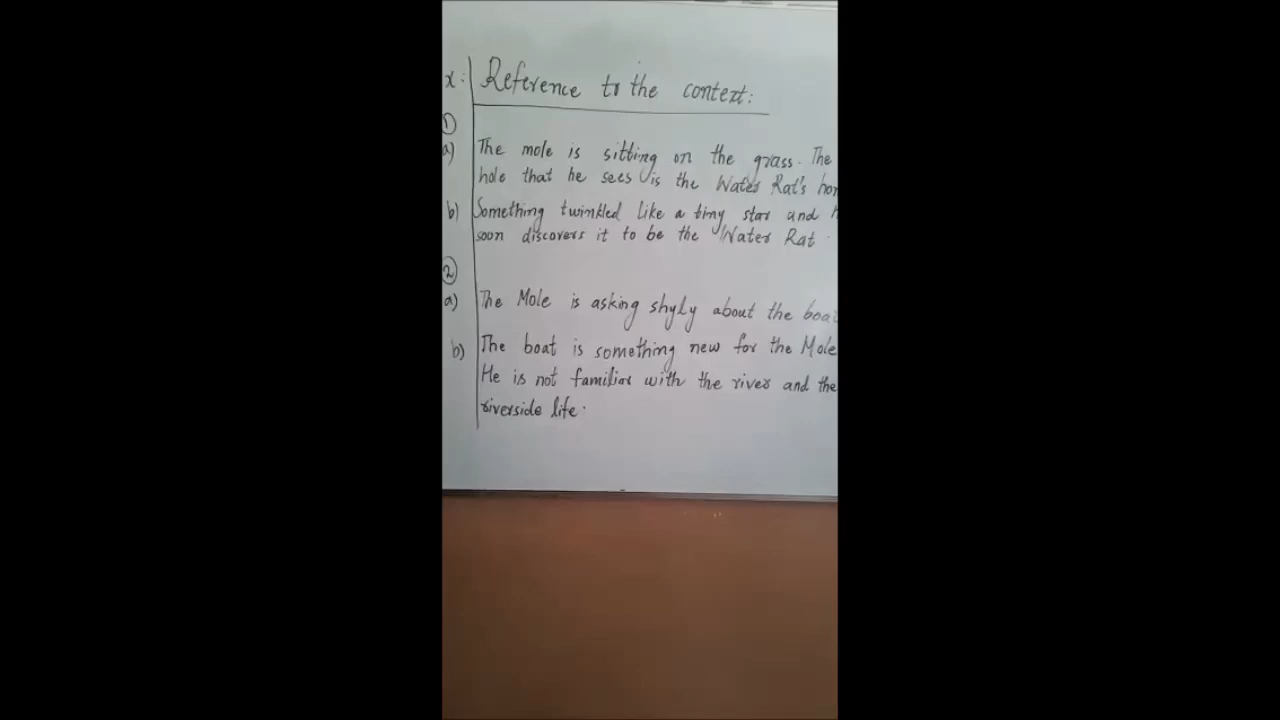 x: Reference to the context:
①
a) The mole is sitting on the grass. The
hole that he sees is the Water Rat's
b) Something twinkled like a tiny star and
soon discovers it to be the Water Rat.
②
a) The Mole is asking shyly about the
b) The boat is something new for the Mole
He is not familiar with the river and the
riverside life.